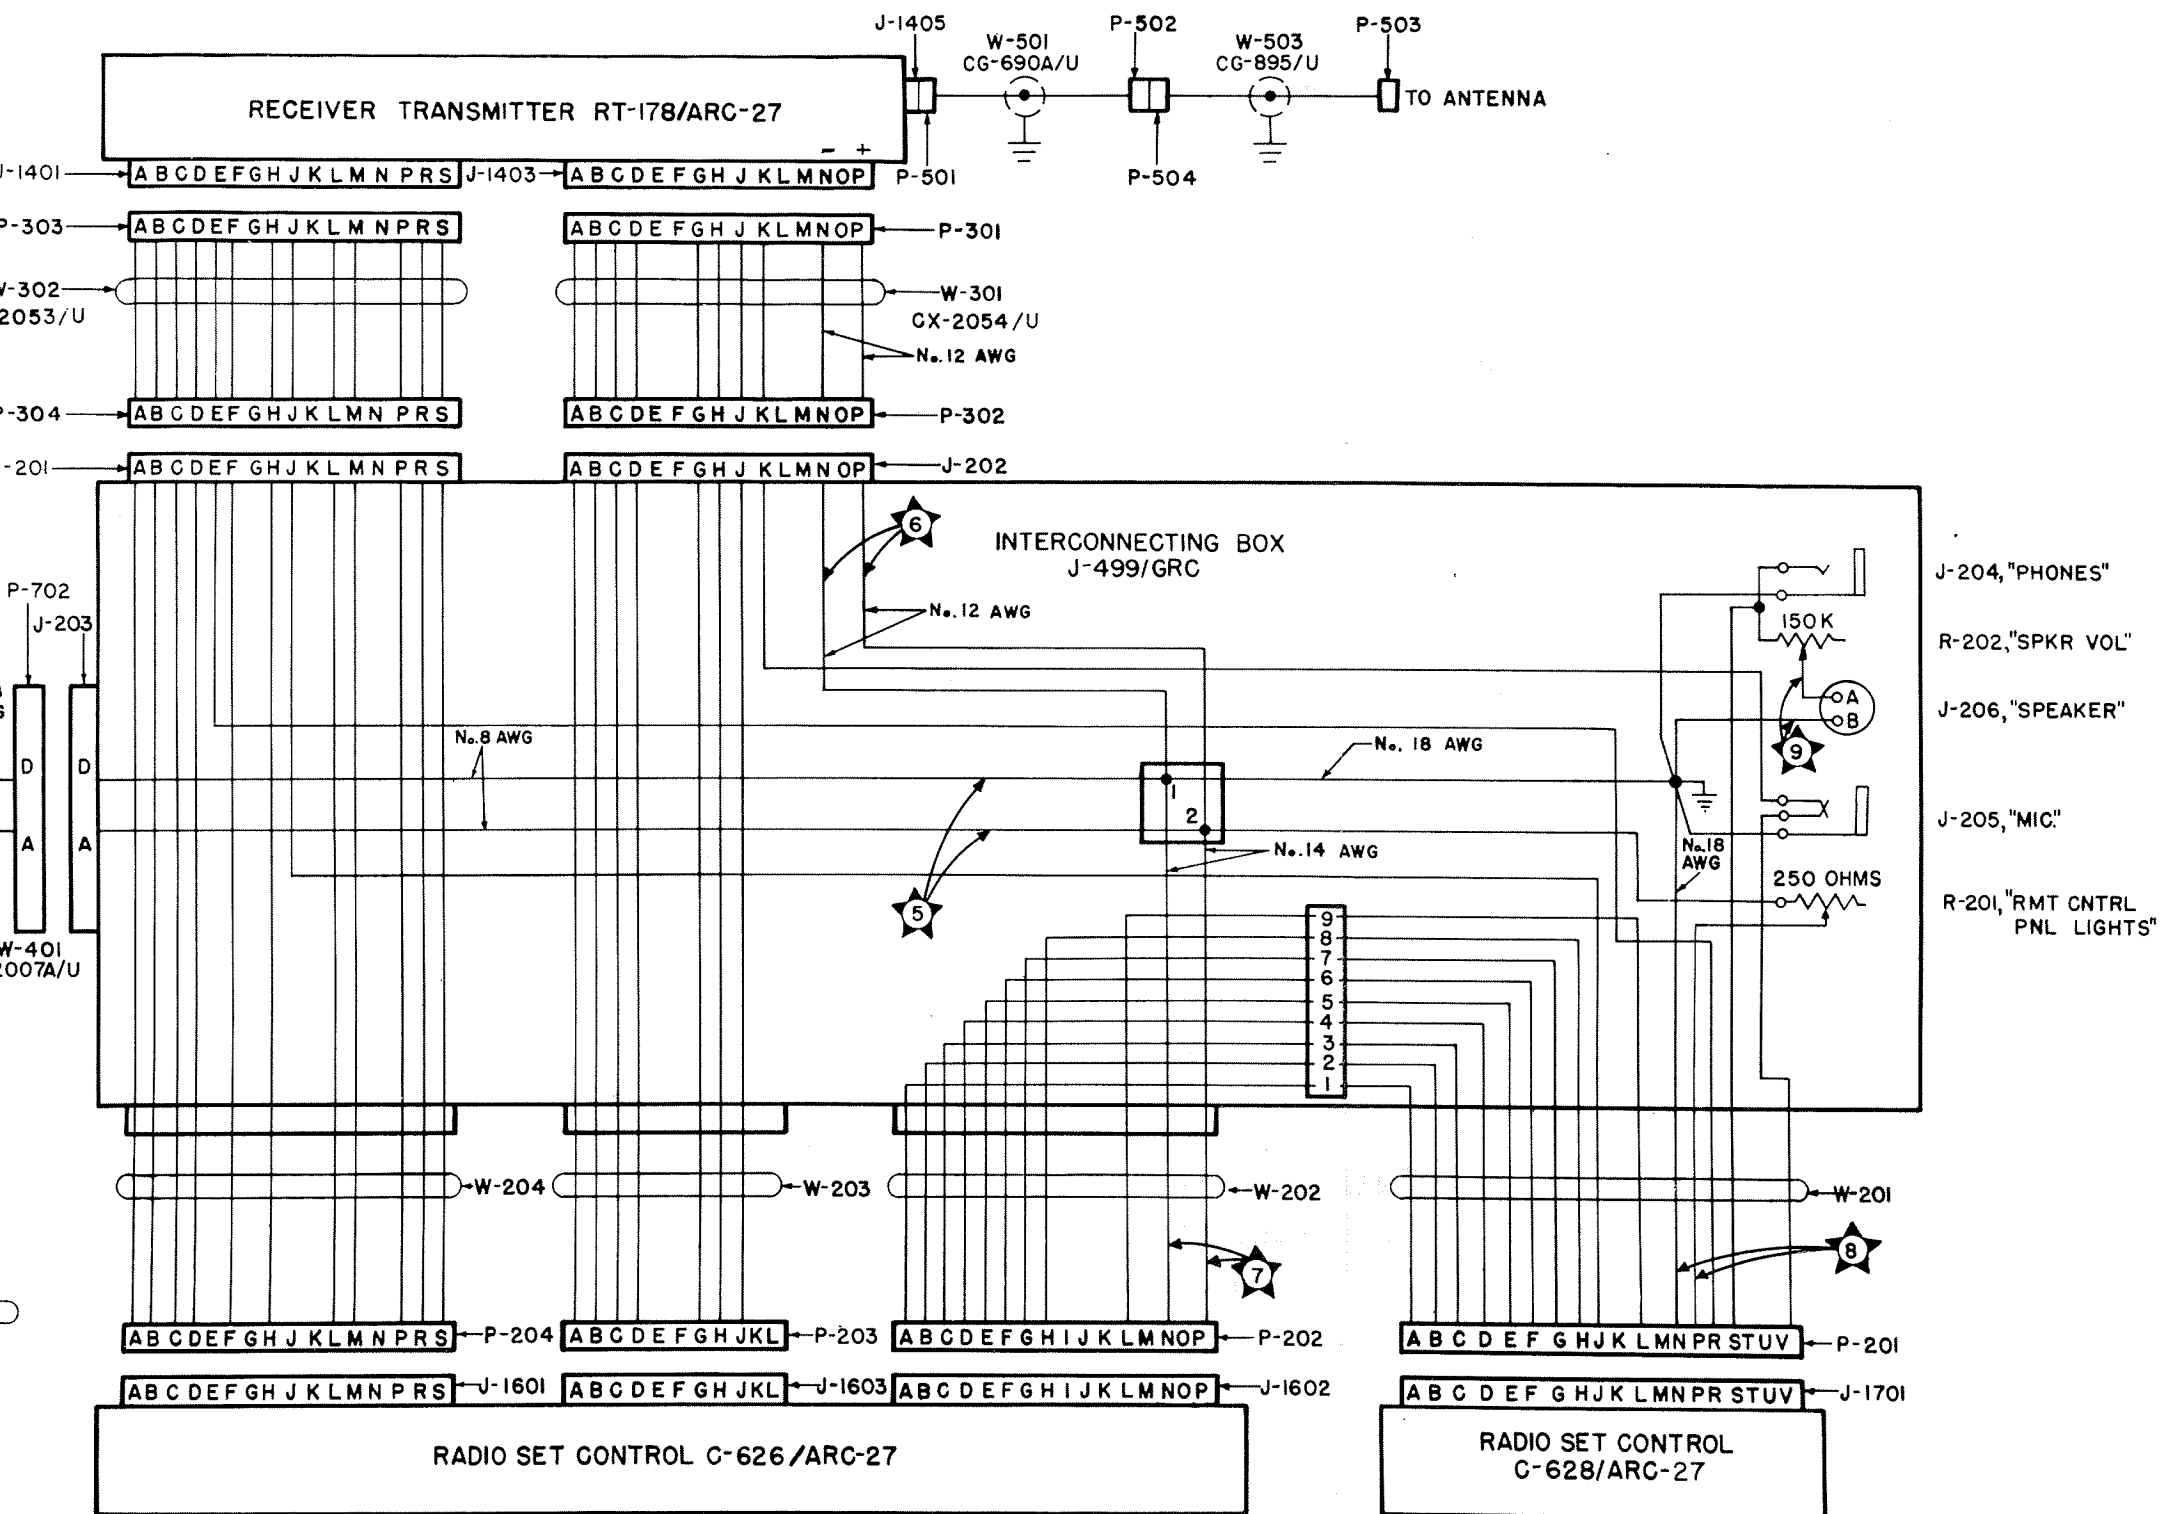 J-1405
P-502
P-503
W-501
CG-690A/U
W-503
CG-895/U
RECEIVER TRANSMITTER RT-178/ARC-27
TO ANTENNA
- +
J-1401
ABCDEFGHJKLMNPRS
J-1403
ABCDEFGHJKLMNOP
P-501
P-504
P-303
ABCDEFGHJKLMNPRS
ABCDEFGHJKLMNOP
P-301
W-302
2053/U
W-301
CX-2054/U
No.12 AWG
P-304
ABCDEFGHJKLMNPRS
ABCDEFGHJKLMNOP
P-302
-201
ABCDEFGHJKLMNPRS
ABCDEFGHJKLMNOP
J-202
6
INTERCONNECTING BOX
J-499/GRC
No.12 AWG
J-204,"PHONES"
150K
R-202,"SPKR VOL"
P-702
J-203
A
B
J-206,"SPEAKER"
9
No.8 AWG
No. 18 AWG
D
D
1
2
A
A
J-205,"MIC."
No.14 AWG
No.18
AWG
250 OHMS
R-201,"RMT CNTRL
PNL LIGHTS"
5
W-401
2007A/U
9
8
7
6
5
4
3
2
1
W-204
W-203
W-202
W-201
7
8
ABCDEFGHJKLMNPRS
P-204
ABCDEFGHJKL
P-203
ABCDEFGHIJKLMNOP
P-202
ABCDEFGHJKLMNPRSTUV
P-201
ABCDEFGHJKLMNPRS
J-1601
ABCDEFGHJKL
J-1603
ABCDEFGHIJKLMNOP
J-1602
ABCDEFGHJKLMNPRSTUV
J-1701
RADIO SET CONTROL C-626/ARC-27
RADIO SET CONTROL
C-628/ARC-27